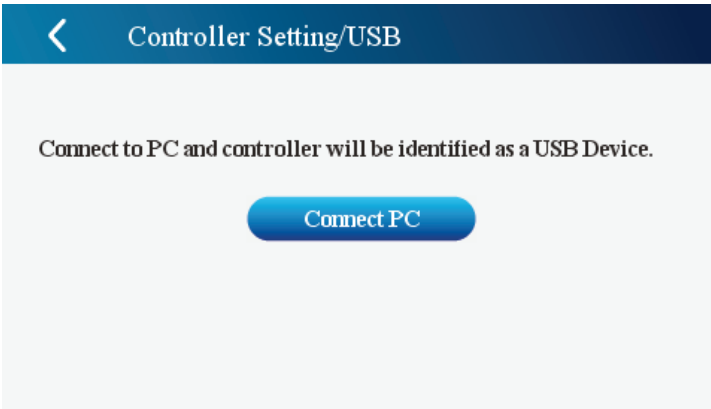 Controller Setting/USB
Connect to PC and controller will be identified as a USB Device.
Connect PC